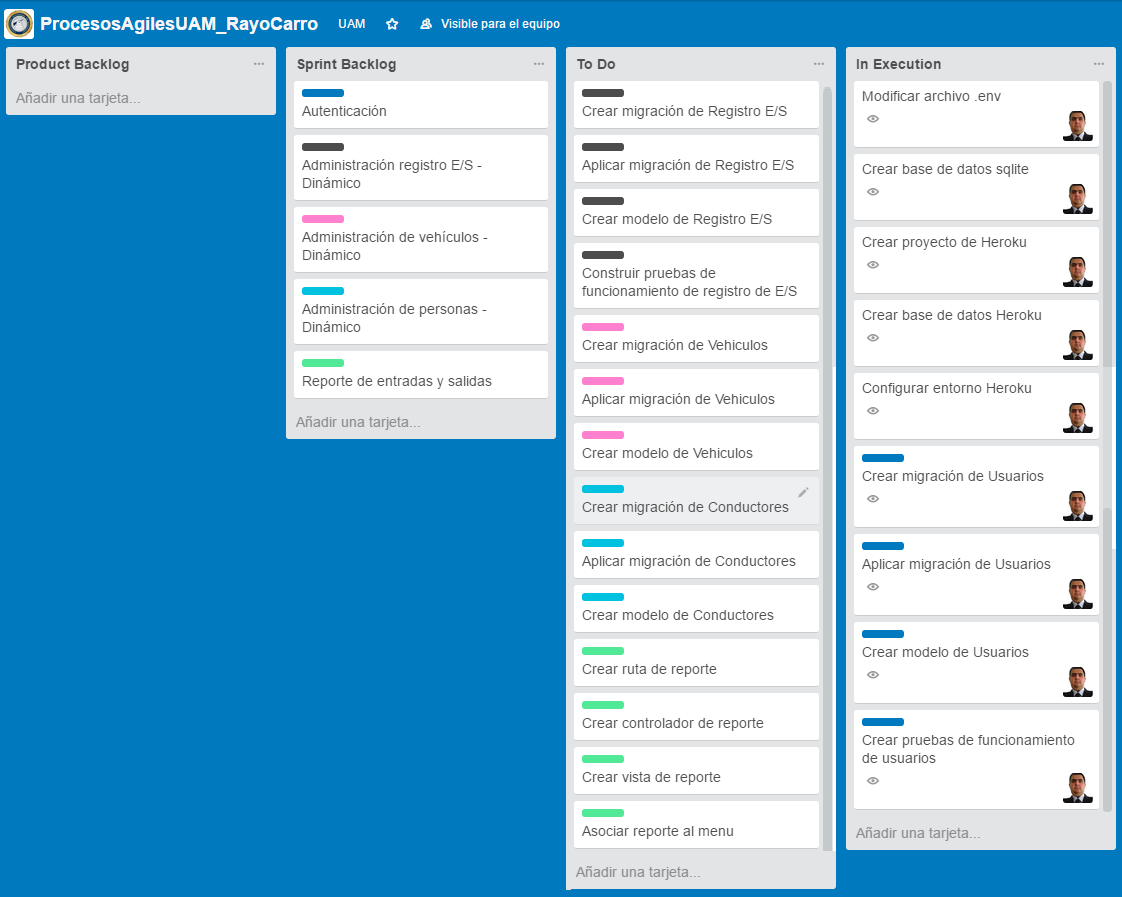 ProcesosAgilesUAM_RayoCarro UAM Visible para el equipo
Product Backlog
Añadir una tarjeta...
Sprint Backlog
Autenticación
Administración registro E/S -
Dinámico
Administración de vehículos -
Dinámico
Administración de personas -
Dinámico
Reporte de entradas y salidas
Añadir una tarjeta...
To Do
Crear migración de Registro E/S
Aplicar migración de Registro E/S
Crear modelo de Registro E/S
Construir pruebas de
funcionamiento de registro de E/S
Crear migración de Vehiculos
Aplicar migración de Vehiculos
Crear modelo de Vehiculos
Crear migración de Conductores
Aplicar migración de Conductores
Crear modelo de Conductores
Crear ruta de reporte
Crear controlador de reporte
Crear vista de reporte
Asociar reporte al menu
Añadir una tarjeta...
In Execution
Modificar archivo .env
Crear base de datos sqlite
Crear proyecto de Heroku
Crear base de datos Heroku
Configurar entorno Heroku
Crear migración de Usuarios
Aplicar migración de Usuarios
Crear modelo de Usuarios
Crear pruebas de funcionamiento
de usuarios
Añadir una tarjeta...